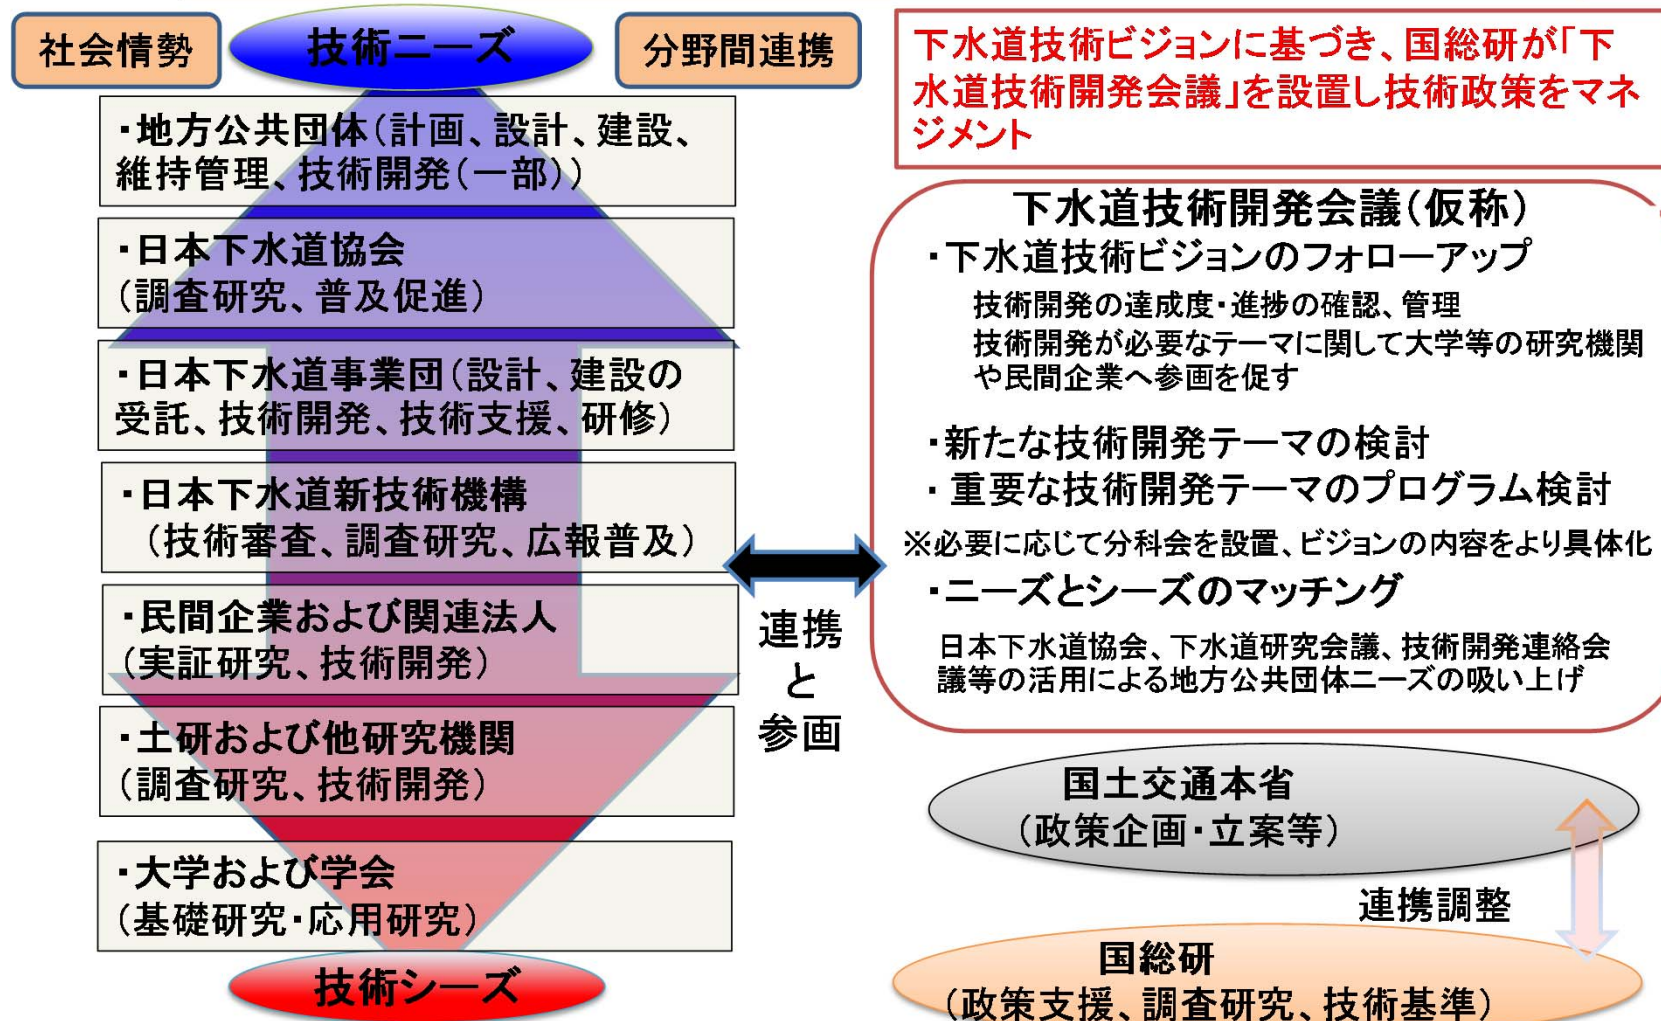 社会情勢
技術ニーズ
分野間連携
・地方公共団体(計画、設計、建設、
維持管理、技術開発(一部))
・日本下水道協会
(調査研究、普及促進)
・日本下水道事業団(設計、建設の
受託、技術開発、技術支援、研修)
・日本下水道新技術機構
(技術審査、調査研究、広報普及)
・民間企業および関連法人
(実証研究、技術開発)
・土研および他研究機関
(調査研究、技術開発)
・大学および学会
(基礎研究・応用研究)
技術シーズ
連携
と
参画
下水道技術ビジョンに基づき、国総研が「下
水道技術開発会議」を設置し技術政策をマネ
ジメント
下水道技術開発会議(仮称)
・下水道技術ビジョンのフォローアップ
技術開発の達成度・進捗の確認、管理
技術開発が必要なテーマに関して大学等の研究機関
や民間企業へ参画を促す
・新たな技術開発テーマの検討
・重要な技術開発テーマのプログラム検討
※必要に応じて分科会を設置、ビジョンの内容をより具体化
・ニーズとシーズのマッチング
日本下水道協会、下水道研究会議、技術開発連絡会
議等の活用による地方公共団体ニーズの吸い上げ
国土交通本省
(政策企画・立案等)
連携調整
国総研
(政策支援、調査研究、技術基準)